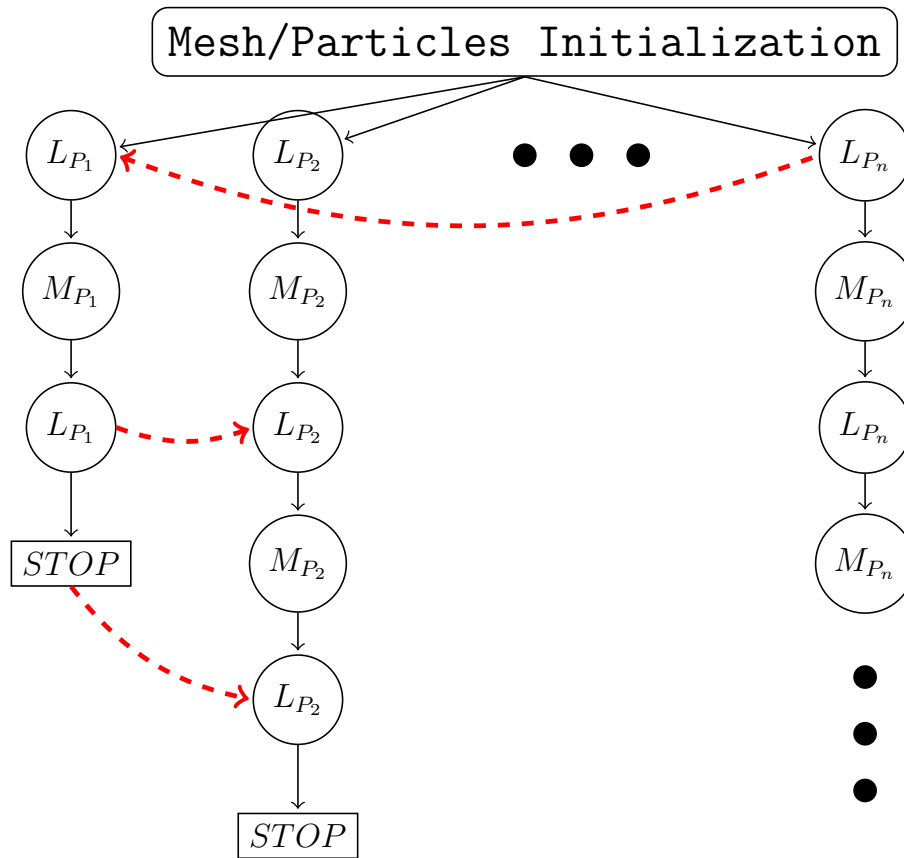 Mesh/Particles Initialization
L_{P_1} L_{P_2} L_{P_n}
M_{P_1} M_{P_2} M_{P_n}
L_{P_1} L_{P_2} L_{P_n}
STOP M_{P_2} M_{P_n}
L_{P_2}
STOP